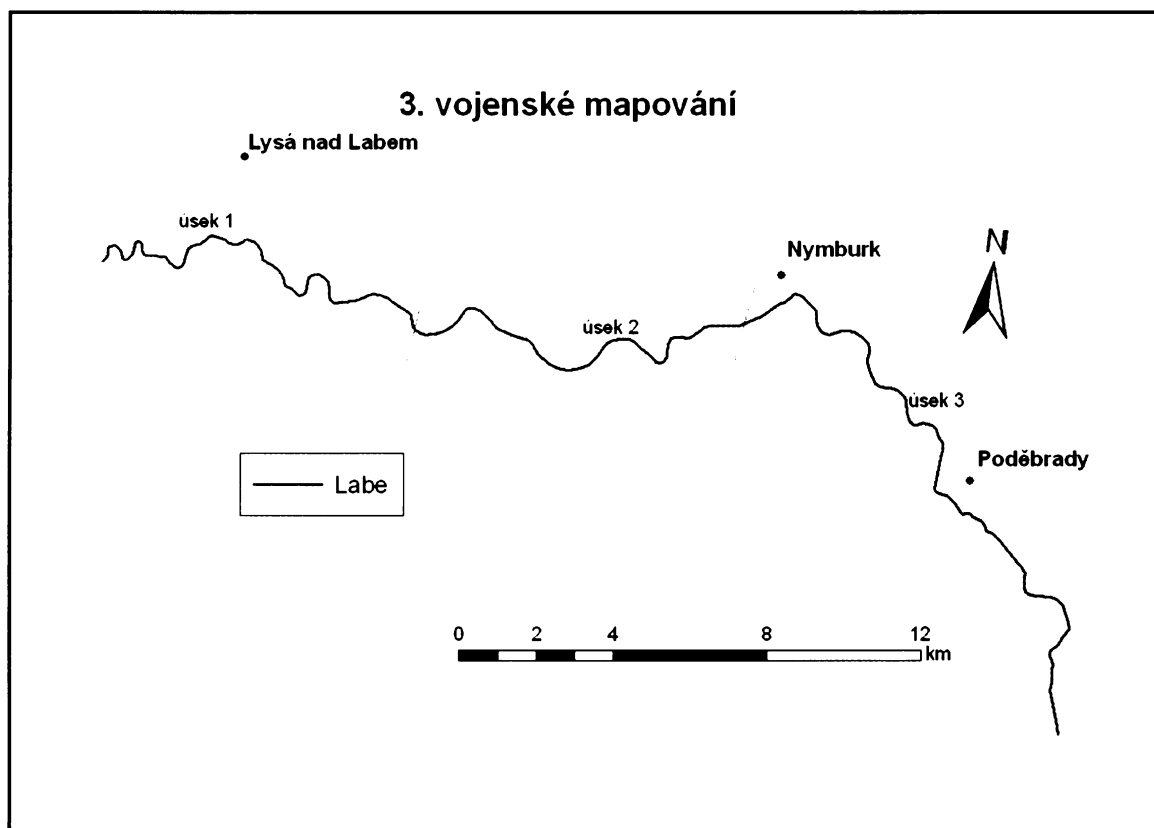 3. vojenské mapování
Lysá nad Labem
úsek 1
N
Nymburk
úsek 2
úsek 3
Poděbrady
Labe
0 2 4 8 12
km